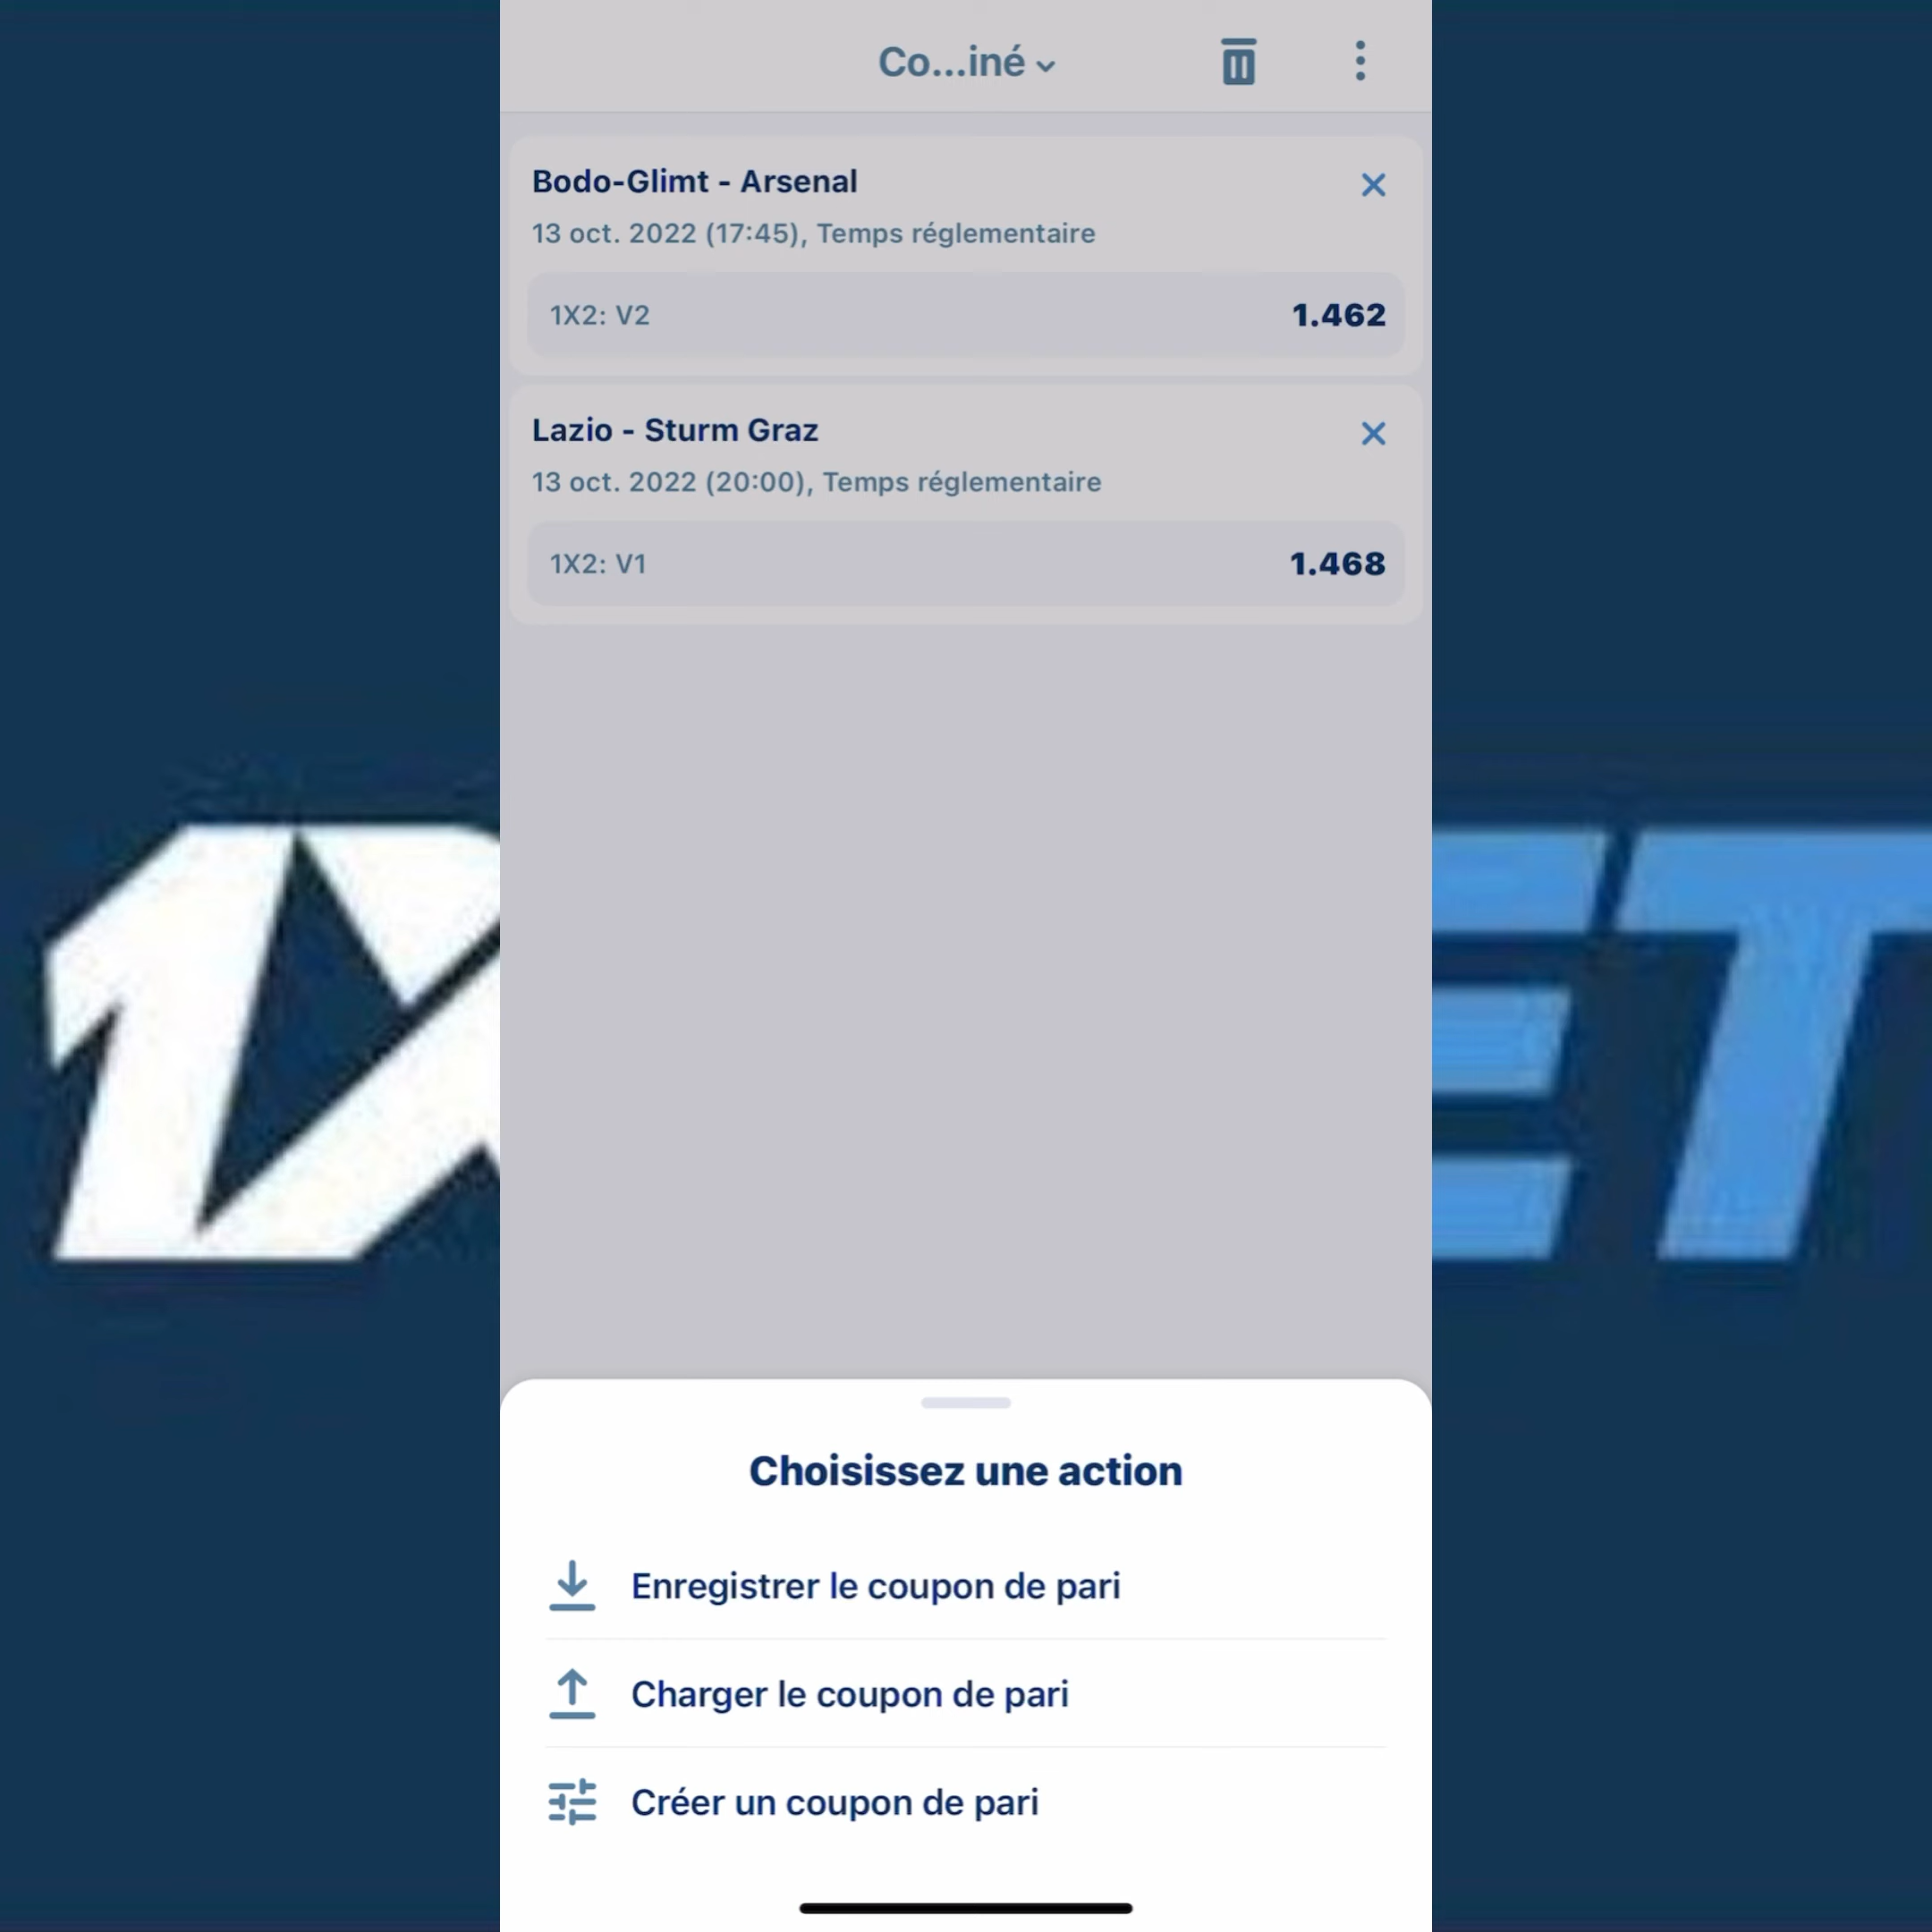 Co...iné
Bodo-Glimt - Arsenal
13 oct. 2022 (17:45), Temps réglementaire
1X2: V2
1.462
Lazio - Sturm Graz
13 oct. 2022 (20:00), Temps réglementaire
1X2: V1
1.468
1X
ET
Choisissez une action
Enregistrer le coupon de pari
Charger le coupon de pari
Créer un coupon de pari